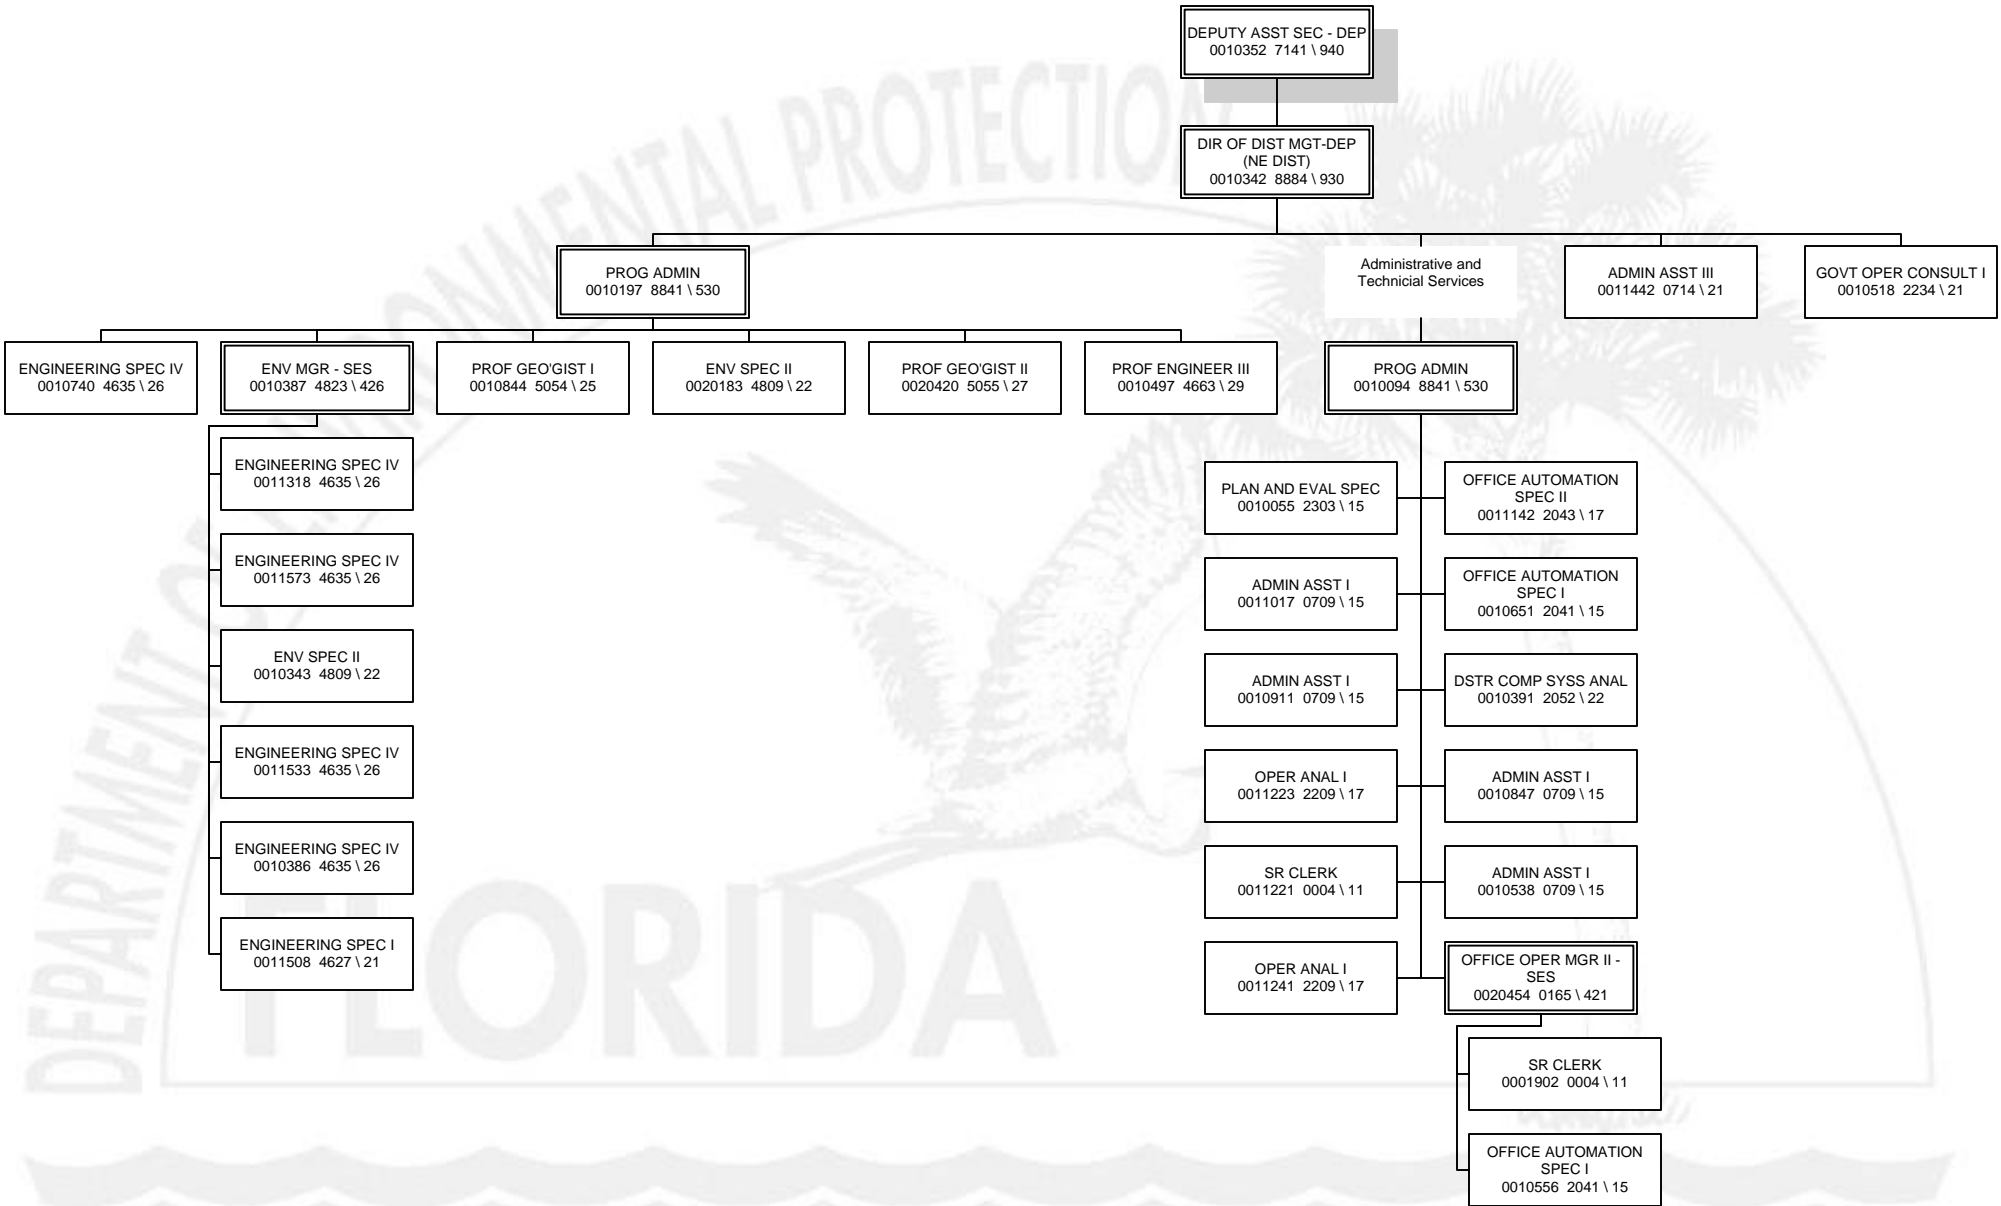 DEPUTY ASST SEC - DEP
0010352 7141 \ 940
DIR OF DIST MGT-DEP
(NE DIST)
0010342 8884 \ 930
PROG ADMIN
0010197 8841 \ 530
Administrative and
Technicial Services
ADMIN ASST III
0011442 0714 \ 21
GOVT OPER CONSULT I
0010518 2234 \ 21
ENGINEERING SPEC IV
0010740 4635 \ 26
ENV MGR - SES
0010387 4823 \ 426
PROF GEO'GIST I
0010844 5054 \ 25
ENV SPEC II
0020183 4809 \ 22
PROF GEO'GIST II
0020420 5055 \ 27
PROF ENGINEER III
0010497 4663 \ 29
PROG ADMIN
0010094 8841 \ 530
ENGINEERING SPEC IV
0011318 4635 \ 26
ENGINEERING SPEC IV
0011573 4635 \ 26
ENV SPEC II
0010343 4809 \ 22
ENGINEERING SPEC IV
0011533 4635 \ 26
ENGINEERING SPEC IV
0010386 4635 \ 26
ENGINEERING SPEC I
0011508 4627 \ 21
PLAN AND EVAL SPEC
0010055 2303 \ 15
OFFICE AUTOMATION
SPEC II
0011142 2043 \ 17
ADMIN ASST I
0011017 0709 \ 15
OFFICE AUTOMATION
SPEC I
0010651 2041 \ 15
ADMIN ASST I
0010911 0709 \ 15
DSTR COMP SYSS ANAL
0010391 2052 \ 22
OPER ANAL I
0011223 2209 \ 17
ADMIN ASST I
0010847 0709 \ 15
SR CLERK
0011221 0004 \ 11
ADMIN ASST I
0010538 0709 \ 15
OPER ANAL I
0011241 2209 \ 17
OFFICE OPER MGR II -
SES
0020454 0165 \ 421
SR CLERK
0001902 0004 \ 11
OFFICE AUTOMATION
SPEC I
0010556 2041 \ 15
DEPARTMENT OF ENVIRONMENTAL PROTECTION
FLORIDA